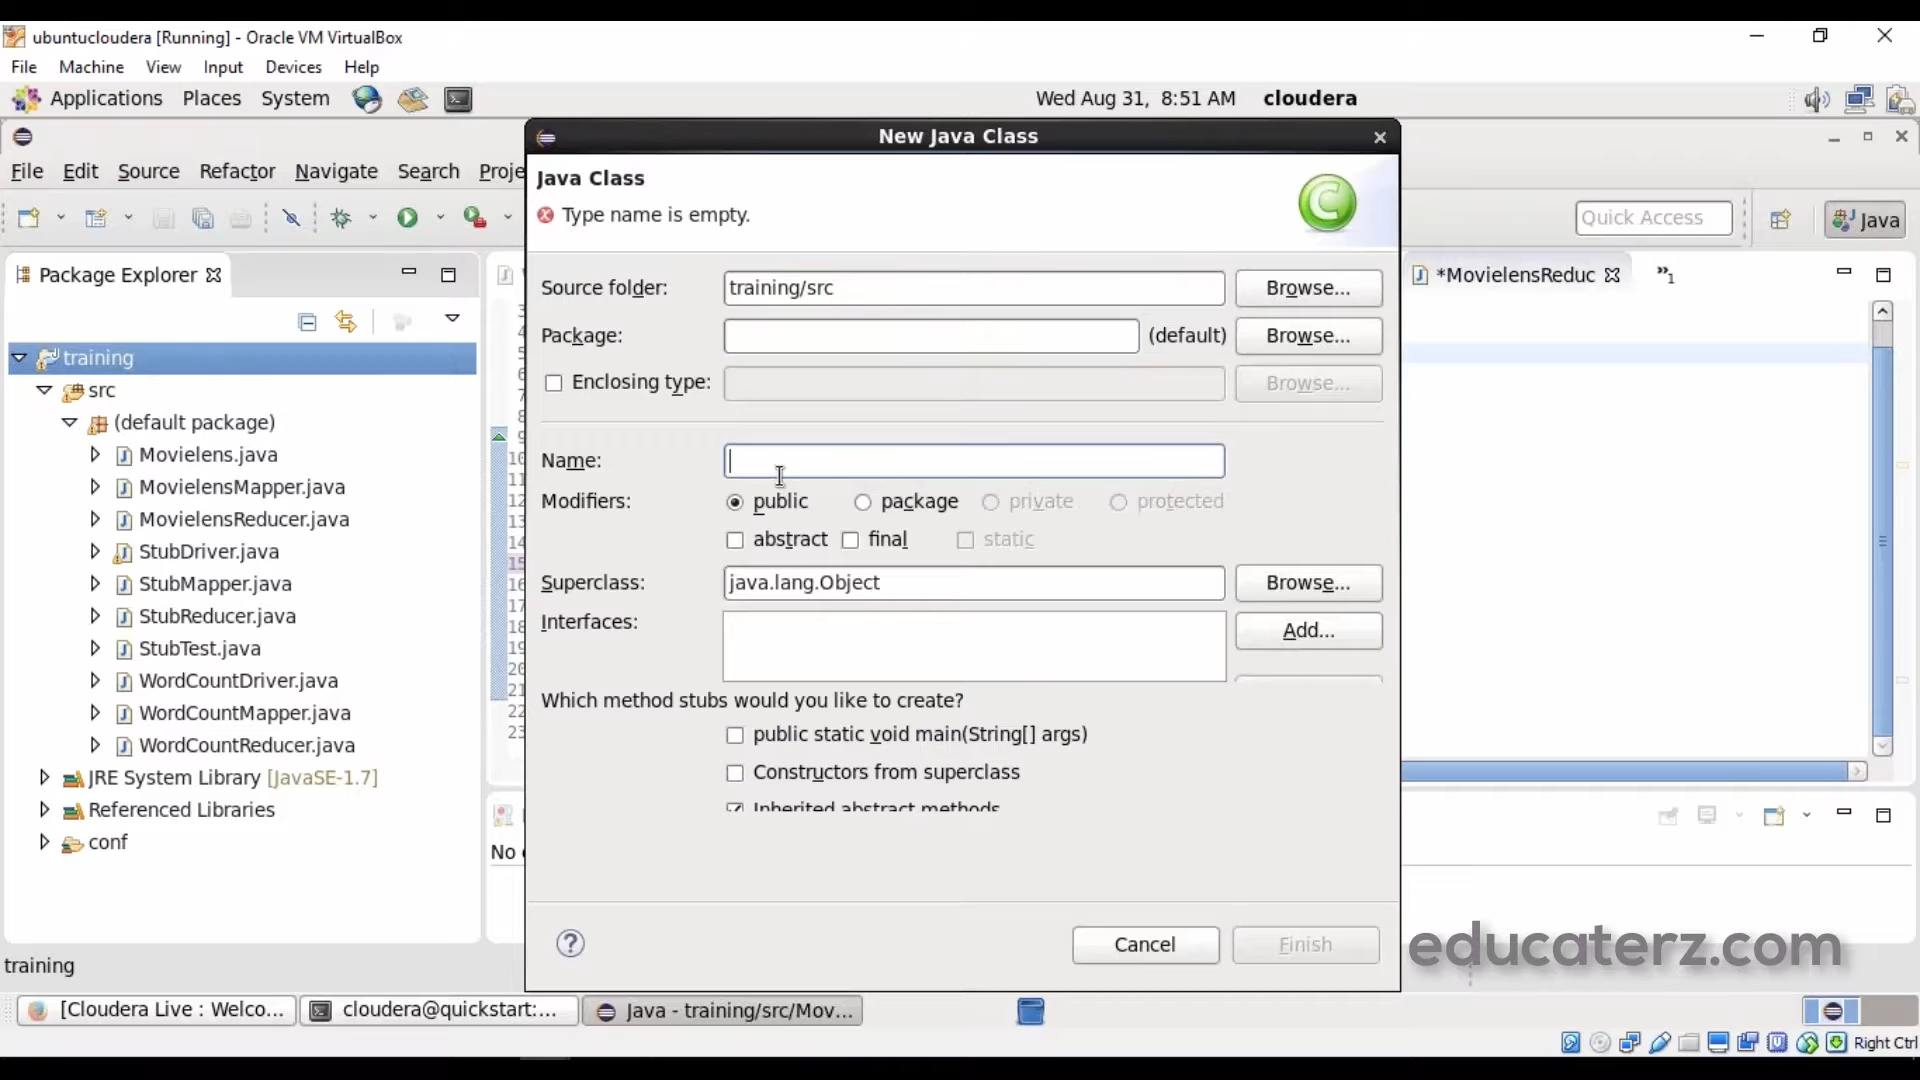 ubuntucloudera [Running] - Oracle VM VirtualBox
File Machine View Input Devices Help
Applications Places System Wed Aug 31, 8:51 AM cloudera
New Java Class
File Edit Source Refactor Navigate Search Proje
Java Class
Type name is empty.
Quick Access Java
Package Explorer
*MovielensReduc
»1
Source folder: training/src Browse...
Package: (default) Browse...
Enclosing type: Browse...
training
src
(default package)
Movielens.java
MovielensMapper.java
MovielensReducer.java
StubDriver.java
StubMapper.java
StubReducer.java
StubTest.java
WordCountDriver.java
WordCountMapper.java
WordCountReducer.java
JRE System Library [JavaSE-1.7]
Referenced Libraries
conf
Name:
Modifiers: public package private protected
abstract final static
Superclass: java.lang.Object Browse...
Interfaces: Add...
Which method stubs would you like to create?
public static void main(String[] args)
Constructors from superclass
Inherited abstract methods
No
Cancel Finish
educaterz.com
training
[Cloudera Live : Welco... cloudera@quickstart:... Java - training/src/Mov...
Right Ctrl